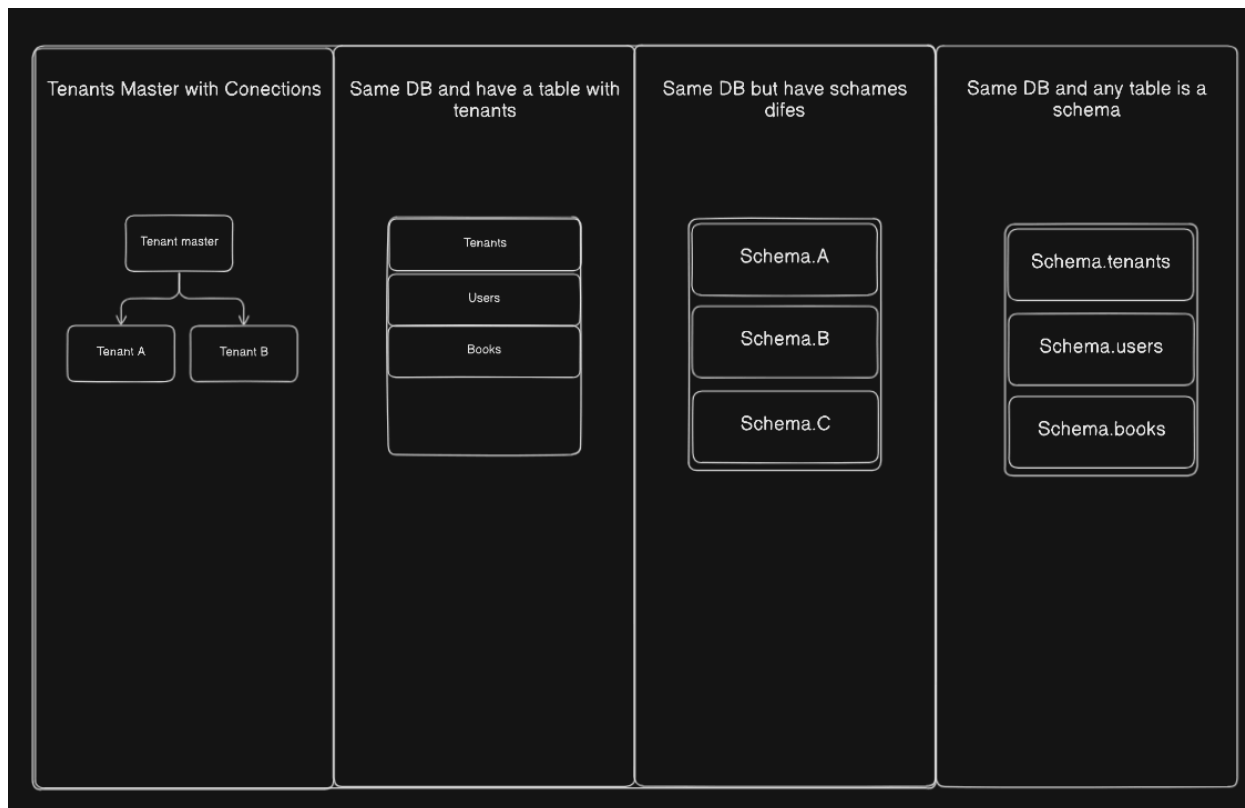 Tenants Master with Conections
Same DB and have a table with
tenants
Same DB but have schames
difes
Same DB and any table is a
schema
Tenant master
Tenant A
Tenant B
Tenants
Users
Books
Schema.A
Schema.B
Schema.C
Schema.tenants
Schema.users
Schema.books